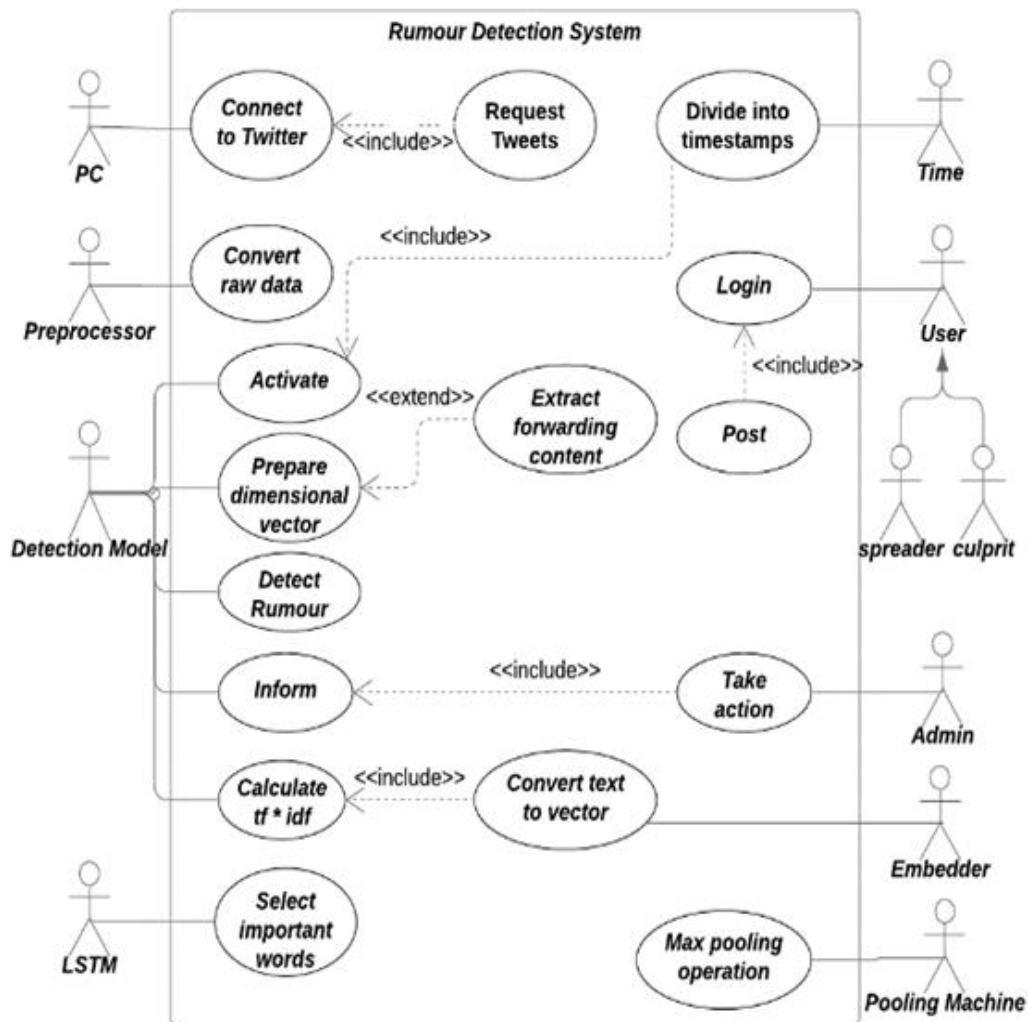 Rumour Detection System
Connect
to Twitter
<<include>>
Request
Tweets
Divide into
timestamps
PC
Time
<<include>>
Convert
raw data
Login
Preprocessor
User
<<include>>
Activate
<<extend>>
Extract
forwarding
content
Post
Prepare
dimensional
vector
Detection Model
spreader
culprit
Detect
Rumour
<<include>>
Inform
Take
action
Admin
<<include>>
Calculate
tf * idf
Convert text
to vector
Embedder
Select
important
words
LSTM
Max pooling
operation
Pooling Machine